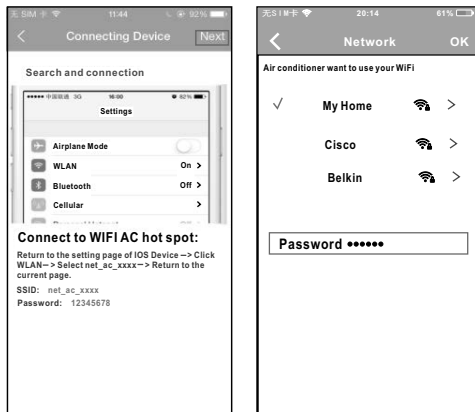 无 SIM 卡 11:44 92%
Connecting Device Next
Search and connection
中国联通 3G 16:00 82%
Settings
Airplane Mode
WLAN On
Bluetooth Off
Cellular
Personal Hotspot Off
Connect to WIFI AC hot spot:
Return to the setting page of IOS Device —> Click
WLAN—> Select net_ac_xxxx—> Return to the
current page.
SSID: net_ac_xxxx
Password: 12345678
无SIM卡 20:14 61%
Network OK
Air conditioner want to use your WiFi
My Home
Cisco
Belkin
Password ●●●●●●